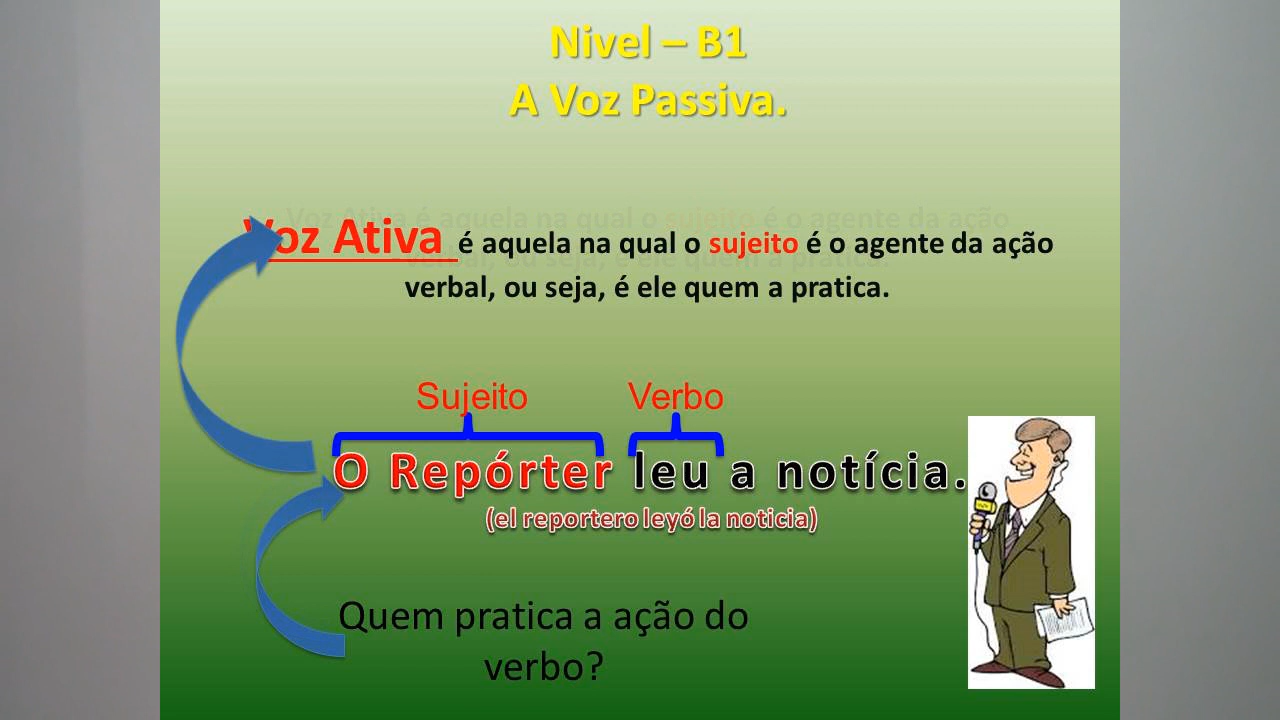 Nivel – B1
A Voz Passiva.
Voz Ativa é aquela na qual o sujeito é o agente da ação
verbal, ou seja, é ele quem a pratica.
Sujeito Verbo
O Repórter leu a notícia.
(el reportero leyó la noticia)
Quem pratica a ação do
verbo?